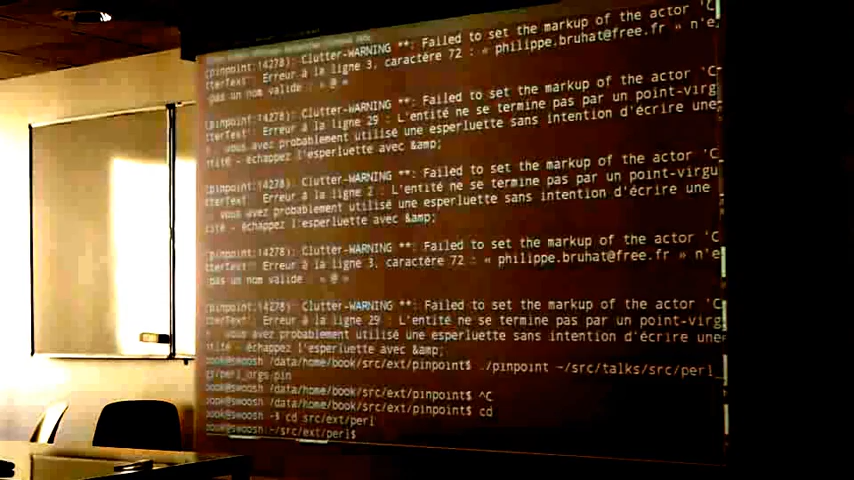 (pinpoint:14278): Clutter-WARNING **: Failed to set the markup of the actor 'C
tterText': Erreur à la ligne 3, caractère 72 : « philippe.bruhat@free.fr » n'e
pas un nom valide : « @ »
(pinpoint:14278): Clutter-WARNING **: Failed to set the markup of the actor 'C
tterText': Erreur à la ligne 29 : L'entité ne se termine pas par un point-virg
 vous avez probablement utilisé une esperluette sans intention d'écrire une
tité - échappez l'esperluette avec &amp;
(pinpoint:14278): Clutter-WARNING **: Failed to set the markup of the actor 'C
tterText': Erreur à la ligne 2 : L'entité ne se termine pas par un point-virgu
 vous avez probablement utilisé une esperluette sans intention d'écrire une
ité - échappez l'esperluette avec &amp;
(pinpoint:14278): Clutter-WARNING **: Failed to set the markup of the actor 'C
tterText': Erreur à la ligne 3, caractère 72 : « philippe.bruhat@free.fr » n'e
pas un nom valide : « @ »
(pinpoint:14278): Clutter-WARNING **: Failed to set the markup of the actor 'C
tterText': Erreur à la ligne 29 : L'entité ne se termine pas par un point-virg
 vous avez probablement utilisé une esperluette sans intention d'écrire une
tité - échappez l'esperluette avec &amp;
book@swoosh /data/home/book/src/ext/pinpoint$ ./pinpoint ~/src/talks/src/perl_
gs/perl_orgs.pin
book@swoosh /data/home/book/src/ext/pinpoint$ ^C
book@swoosh /data/home/book/src/ext/pinpoint$ cd
book@swoosh ~$ cd src/ext/perl
book@swoosh:~/src/ext/perl$